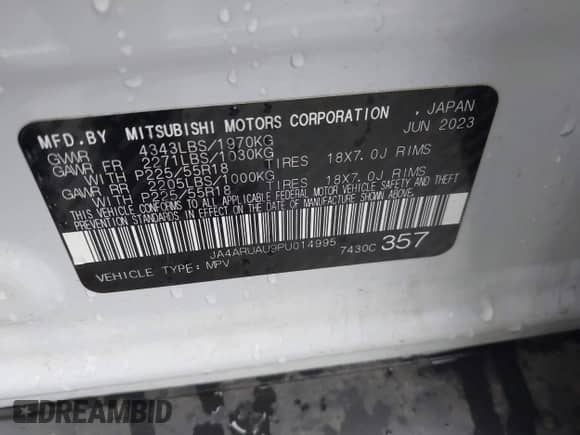 MFD.BY MITSUBISHI MOTORS CORPORATION , JAPAN
GVWR 4343LBS/1970KG JUN 2023
GAWR FR 2271LBS/1030KG
WITH P225/55R18 TIRES 18X7.0J RIMS
GAWR RR 2205LBS/1000KG
WITH P225/55R18 TIRES 18X7.0J RIMS
THIS VEHICLE CONFORMS TO ALL APPLICABLE FEDERAL MOTOR VEHICLE SAFETY AND THEFT
PREVENTION STANDARDS IN EFFECT ON THE DATE OF MANUFACTURE SHOWN ABOVE.
JA4ARUAU9PU014995 7430C 357
VEHICLE TYPE: MPV
DREAMBID